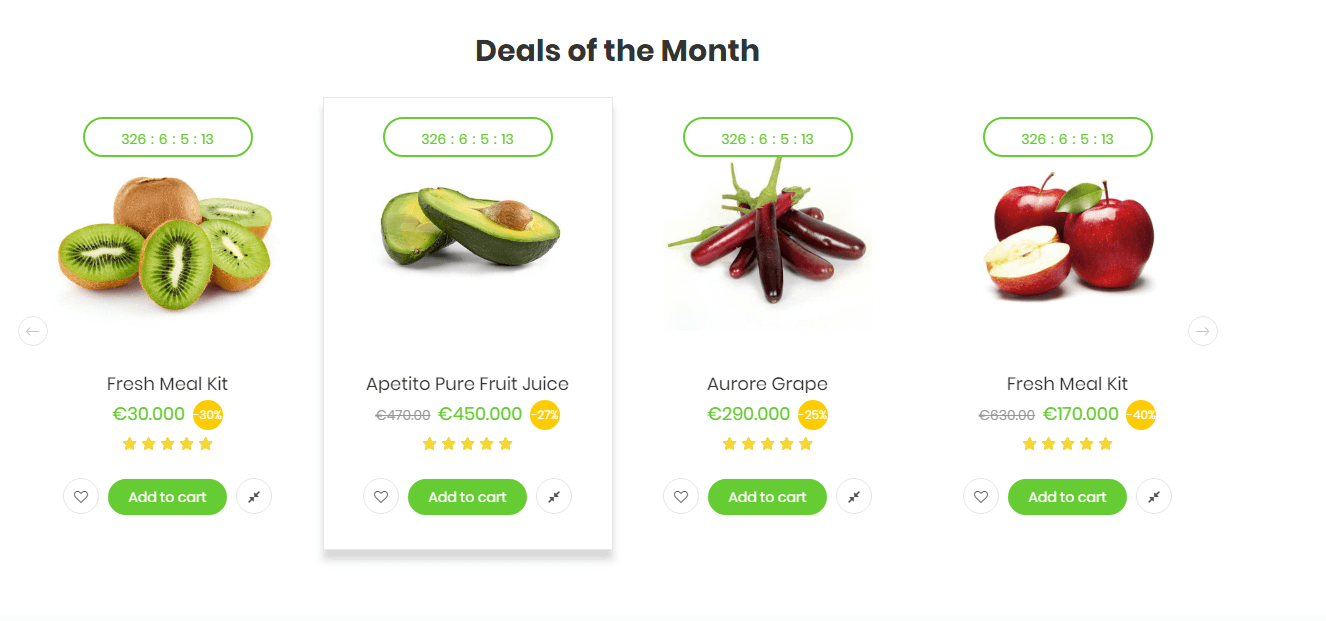 Deals of the Month
326 : 6 : 5 : 13
326 : 6 : 5 : 13
326 : 6 : 5 : 13
326 : 6 : 5 : 13
Fresh Meal Kit
€30.000 -30%
Add to cart
Apetito Pure Fruit Juice
€470.00 €450.000 -27%
Add to cart
Aurore Grape
€290.000 -25%
Add to cart
Fresh Meal Kit
€630.00 €170.000 -40%
Add to cart